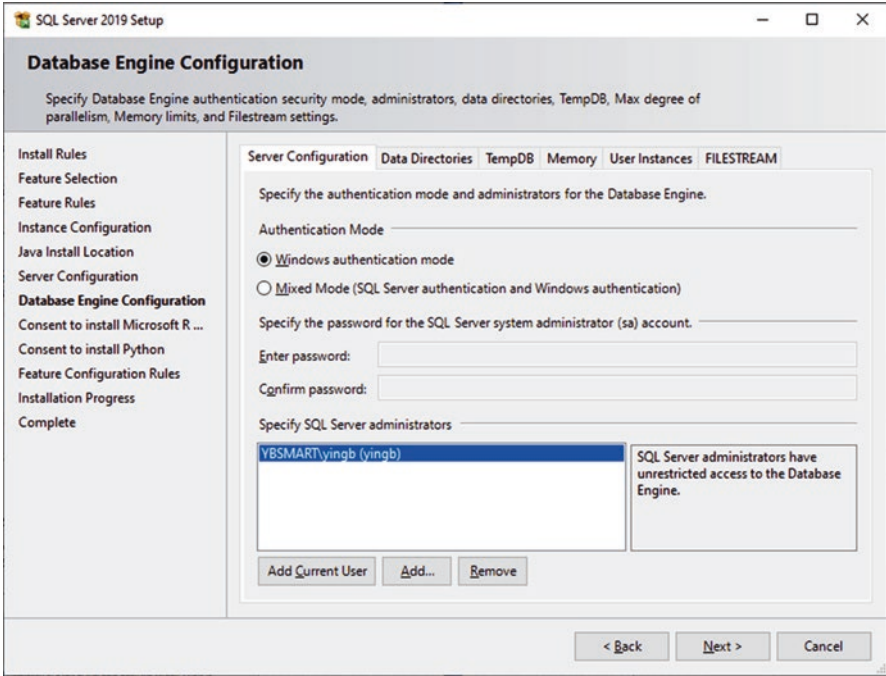 SQL Server 2019 Setup
Database Engine Configuration
Specify Database Engine authentication security mode, administrators, data directories, TempDB, Max degree of
parallelism, Memory limits, and Filestream settings.
Install Rules
Feature Selection
Feature Rules
Instance Configuration
Java Install Location
Server Configuration
Database Engine Configuration
Consent to install Microsoft R ...
Consent to install Python
Feature Configuration Rules
Installation Progress
Complete
Server Configuration Data Directories TempDB Memory User Instances FILESTREAM
Specify the authentication mode and administrators for the Database Engine.
Authentication Mode
Windows authentication mode
Mixed Mode (SQL Server authentication and Windows authentication)
Specify the password for the SQL Server system administrator (sa) account.
Enter password:
Confirm password:
Specify SQL Server administrators
YBSMART\yingb (yingb)
SQL Server administrators have
unrestricted access to the Database
Engine.
Add Current User Add... Remove
< Back Next > Cancel